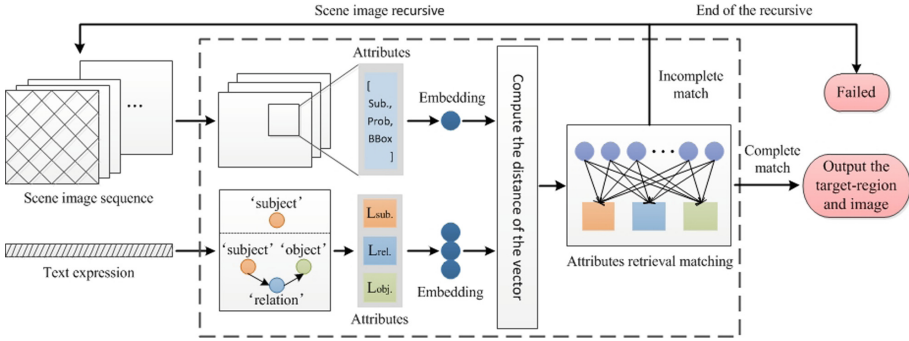 Scene image recursive
End of the recursive
Attributes
[
Sub.,
Prob,
BBox
]
Embedding
Compute the distance of the vector
Incomplete
match
Failed
...
Scene image sequence
Complete
match
Output the
target-region
and image
'subject'
'subject' 'object'
'relation'
Lsub.
Lrel.
Lobj.
Attributes
Embedding
Attributes retrieval matching
Text expression